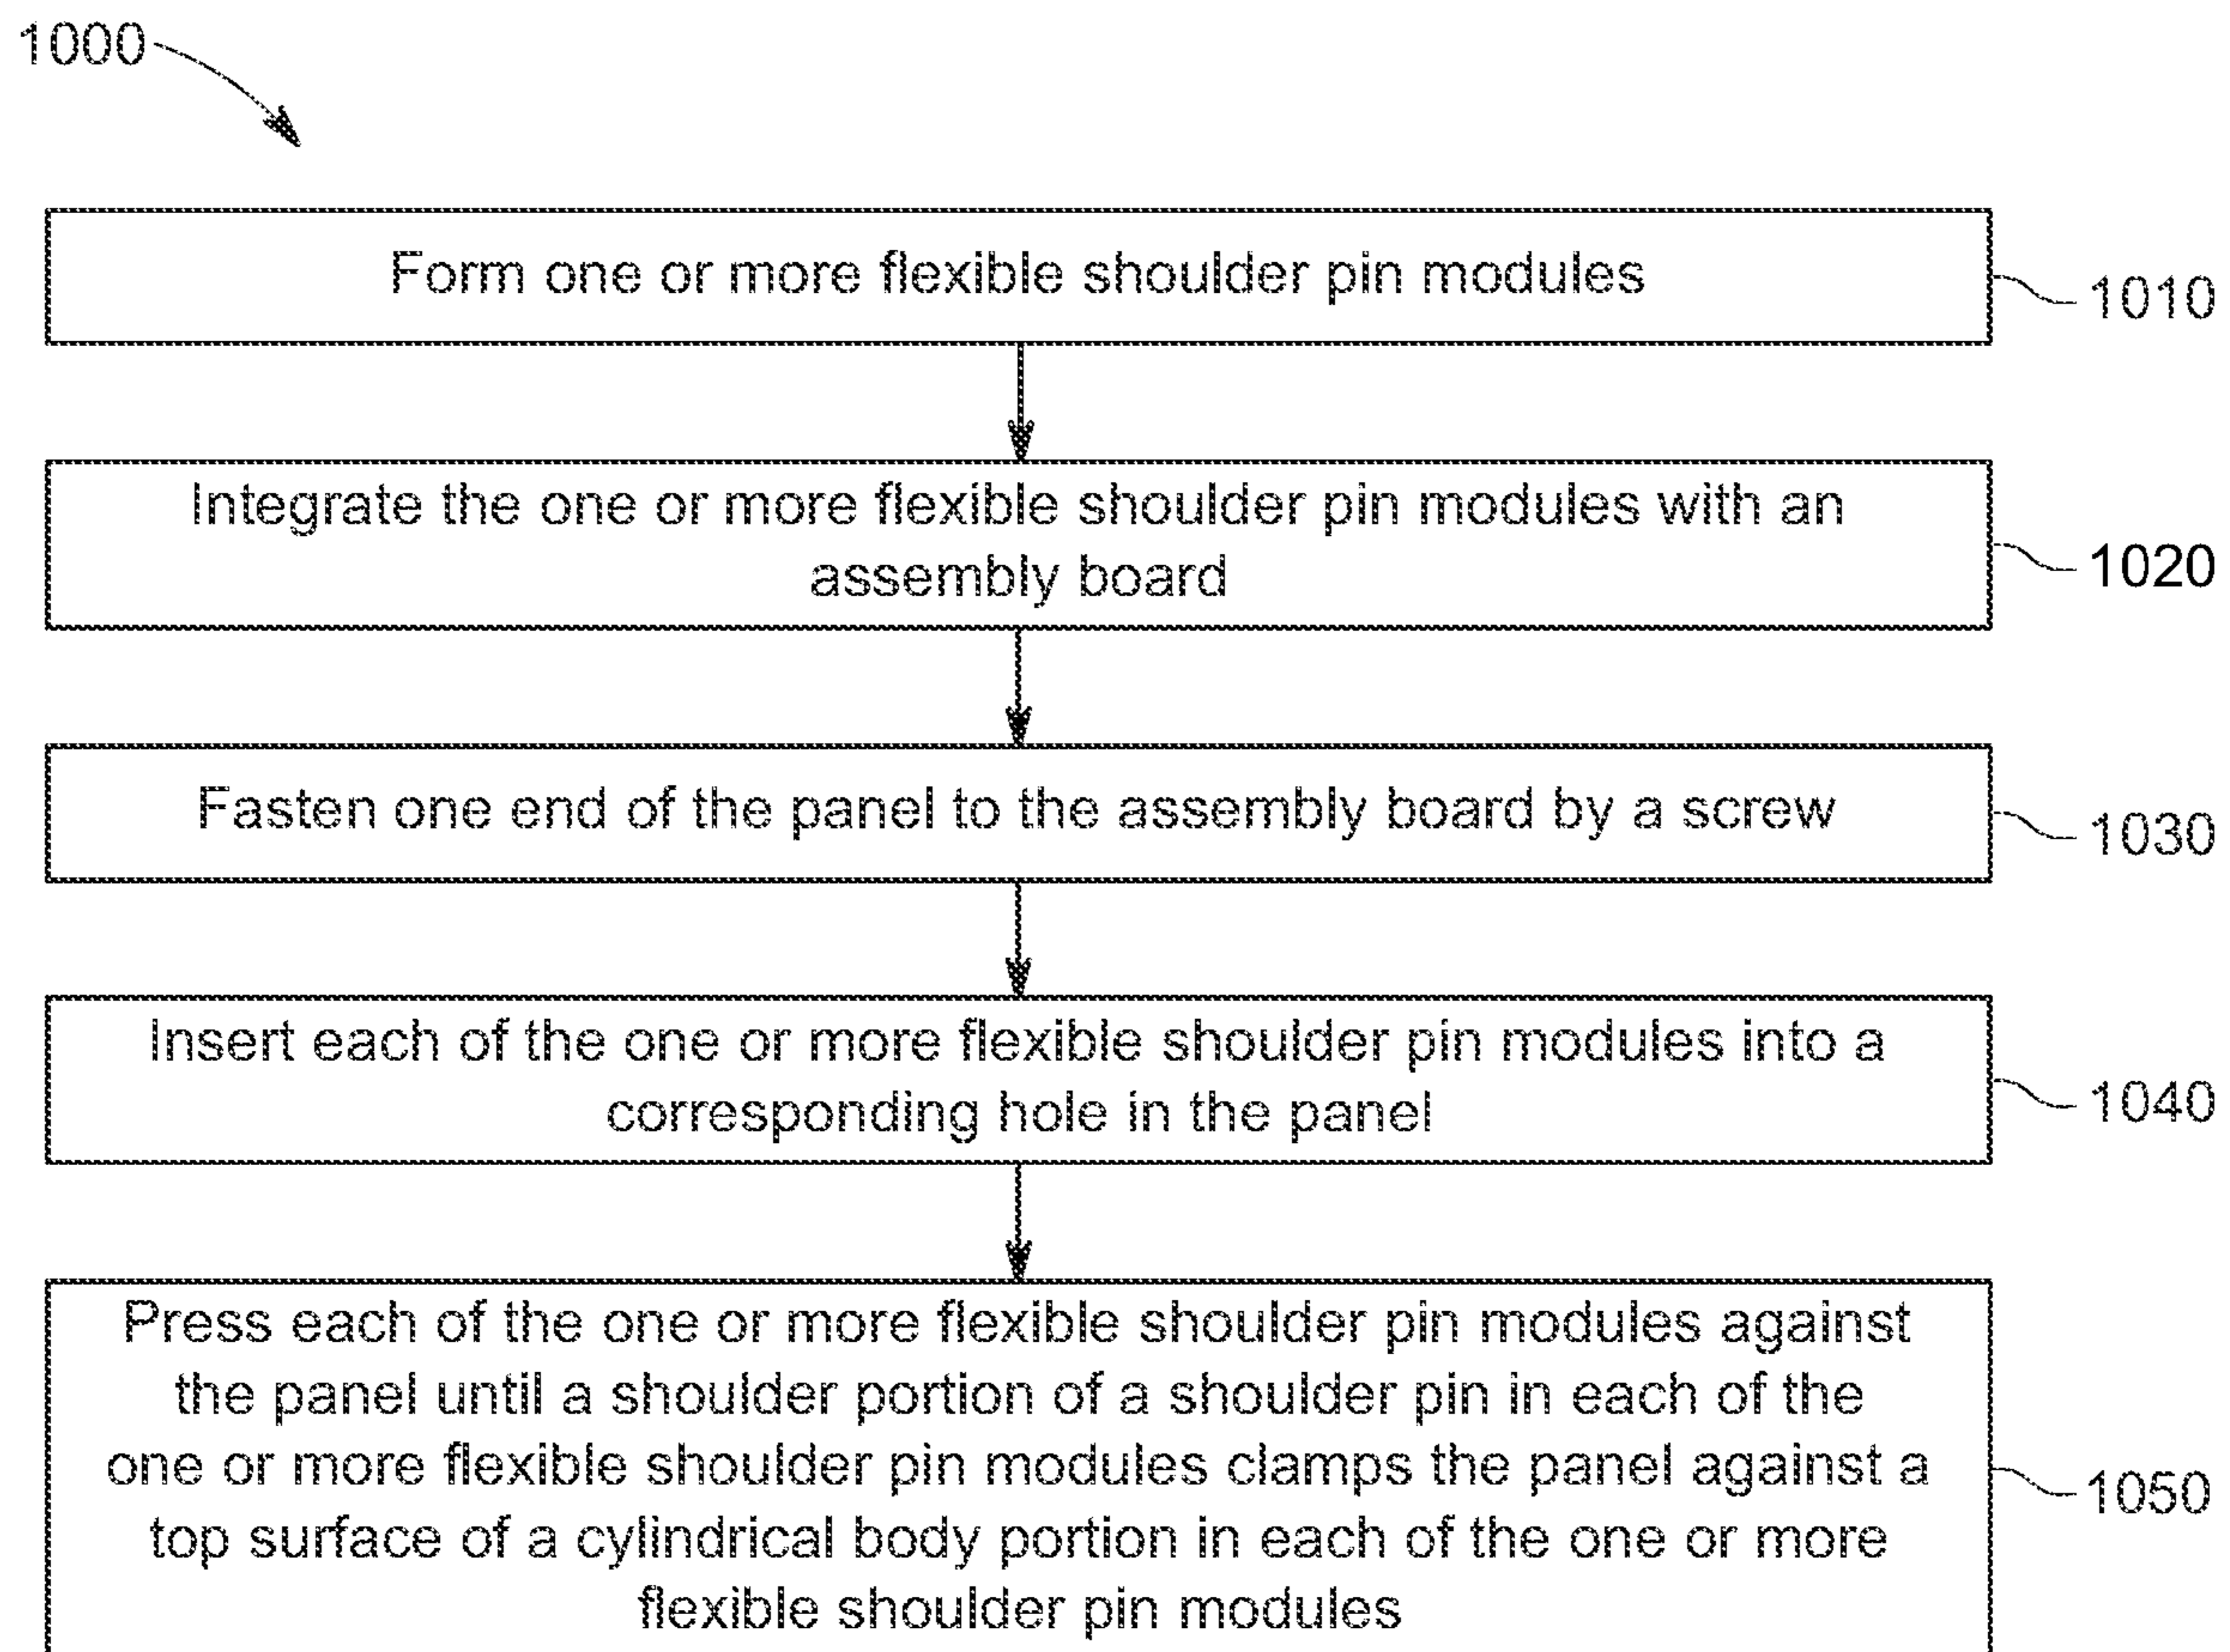 1000
Form one or more flexible shoulder pin modules
1010
Integrate the one or more flexible shoulder pin modules with an
assembly board
1020
Fasten one end of the panel to the assembly board by a screw
1030
Insert each of the one or more flexible shoulder pin modules into a
corresponding hole in the panel
1040
Press each of the one or more flexible shoulder pin modules against
the panel until a shoulder portion of a shoulder pin in each of the
one or more flexible shoulder pin modules clamps the panel against a
top surface of a cylindrical body portion in each of the one or more
flexible shoulder pin modules
1050